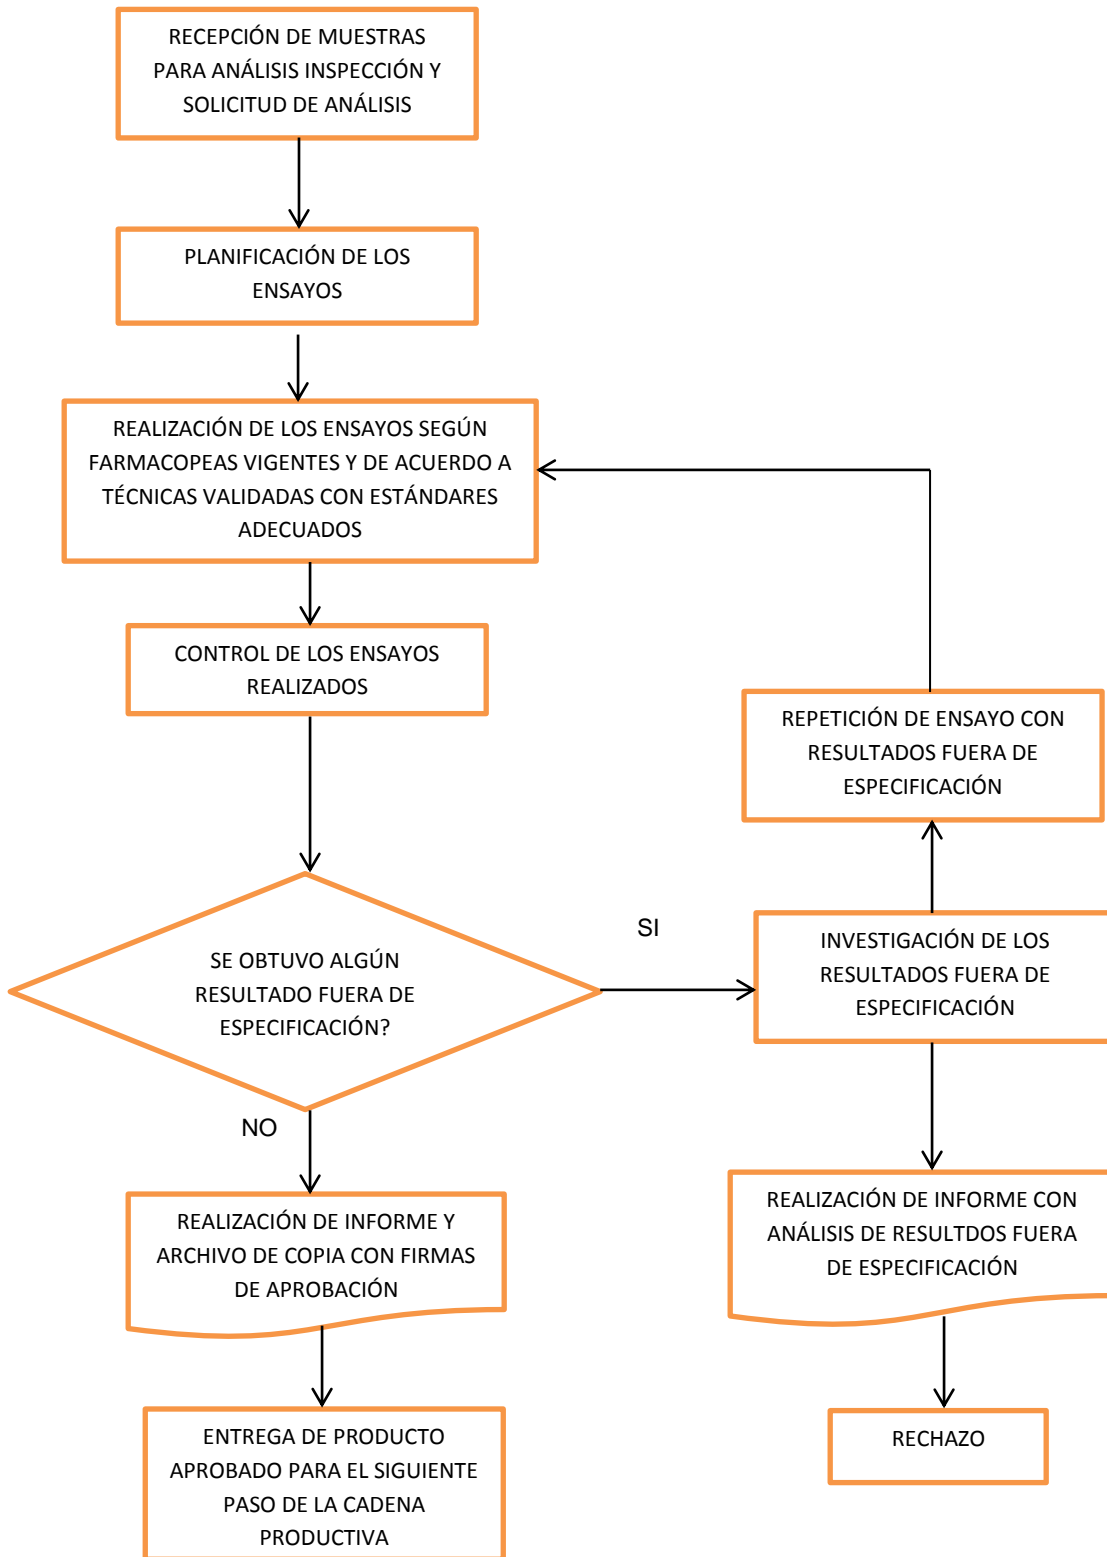 RECEPCIÓN DE MUESTRAS
PARA ANÁLISIS INSPECCIÓN Y
SOLICITUD DE ANÁLISIS
PLANIFICACIÓN DE LOS
ENSAYOS
REALIZACIÓN DE LOS ENSAYOS SEGÚN
FARMACOPEAS VIGENTES Y DE ACUERDO A
TÉCNICAS VALIDADAS CON ESTÁNDARES
ADECUADOS
CONTROL DE LOS ENSAYOS
REALIZADOS
REPETICIÓN DE ENSAYO CON
RESULTADOS FUERA DE
ESPECIFICACIÓN
SE OBTUVO ALGÚN
RESULTADO FUERA DE
ESPECIFICACIÓN?
SI
INVESTIGACIÓN DE LOS
RESULTADOS FUERA DE
ESPECIFICACIÓN
NO
REALIZACIÓN DE INFORME Y
ARCHIVO DE COPIA CON FIRMAS
DE APROBACIÓN
REALIZACIÓN DE INFORME CON
ANÁLISIS DE RESULTDOS FUERA
DE ESPECIFICACIÓN
ENTREGA DE PRODUCTO
APROBADO PARA EL SIGUIENTE
PASO DE LA CADENA
PRODUCTIVA
RECHAZO